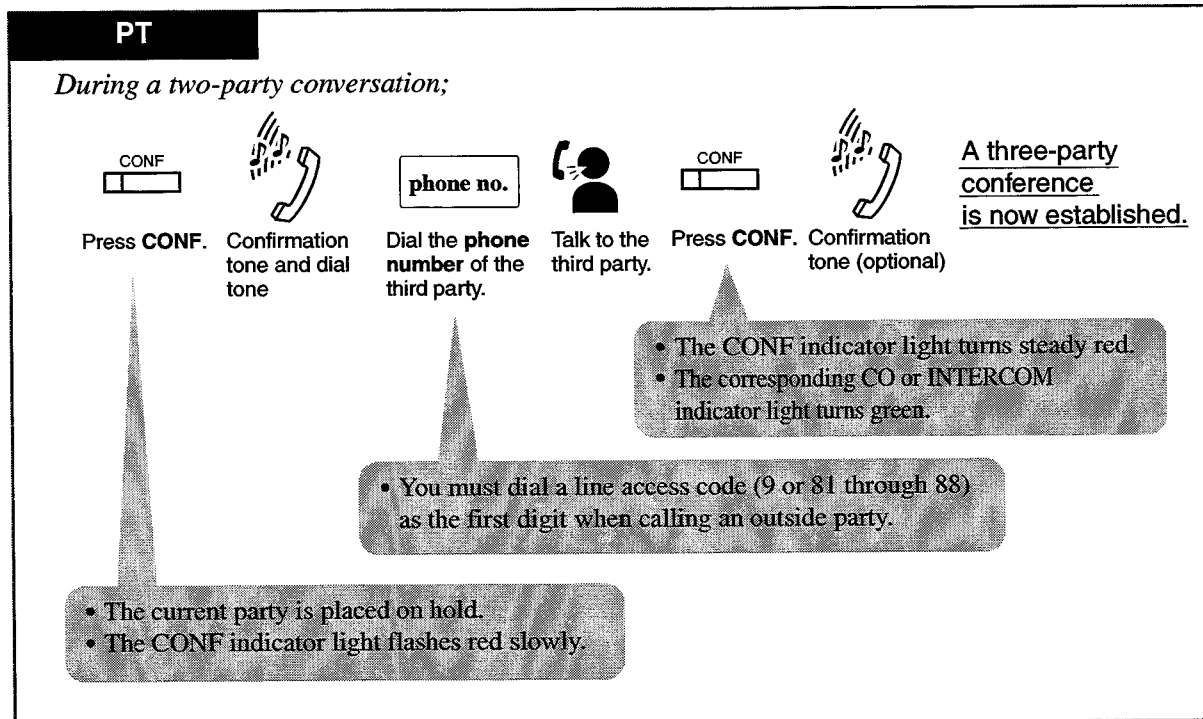 PT
During a two-party conversation;
CONF
Press CONF.
Confirmation
tone and dial
tone
phone no.
Dial the phone
number of the
third party.
Talk to the
third party.
CONF
Press CONF.
Confirmation
tone (optional)
A three-party
conference
is now established.
• The CONF indicator light turns steady red.
• The corresponding CO or INTERCOM
indicator light turns green.
• You must dial a line access code (9 or 81 through 88)
as the first digit when calling an outside party.
• The current party is placed on hold.
• The CONF indicator light flashes red slowly.